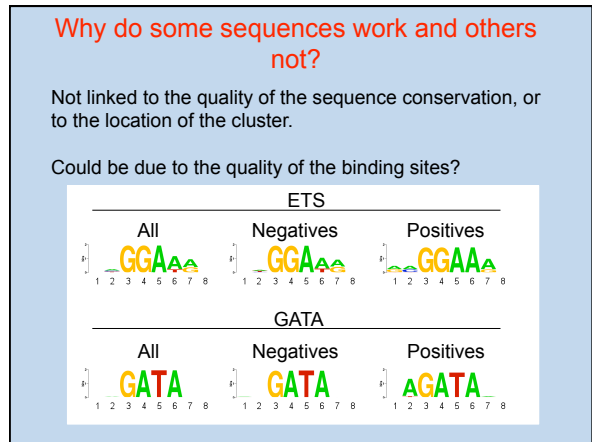 Why do some sequences work and others
not?
Not linked to the quality of the sequence conservation, or
to the location of the cluster.
Could be due to the quality of the binding sites?
ETS
All Negatives Positives
GGAAA GGAAA GGAAA
1 2 3 4 5 6 7 8 1 2 3 4 5 6 7 8 1 2 3 4 5 6 7 8
GATA
All Negatives Positives
GATA GATA AGATA
1 2 3 4 5 6 7 8 1 2 3 4 5 6 7 8 1 2 3 4 5 6 7 8